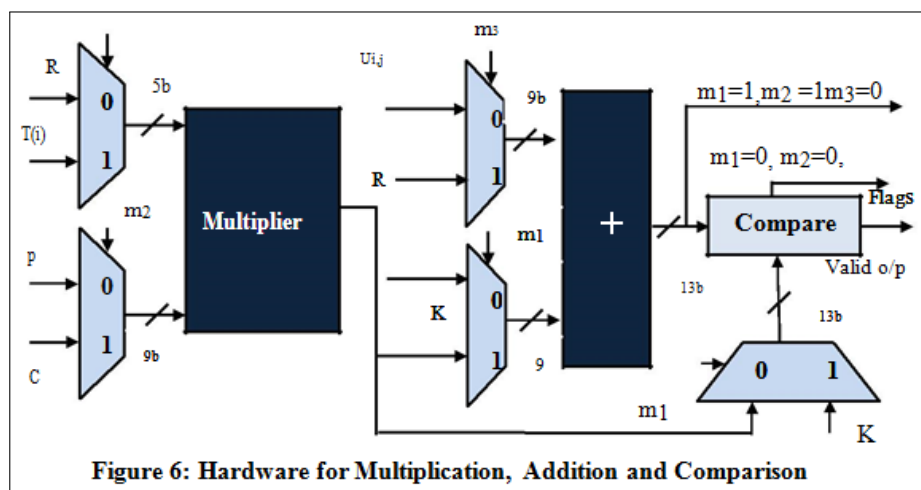 m3
Ui,j
R
5b
9b
m1=1,m2 =1m3=0
0
0
T(i)
1
m1=0, m2=0,
R
1
Flags
m2
Multiplier
+
Compare
m1
p
Valid o/p
0
0
13b
K
13b
1
1
9b
9
0
1
C
m1
K
Figure 6: Hardware for Multiplication, Addition and Comparison